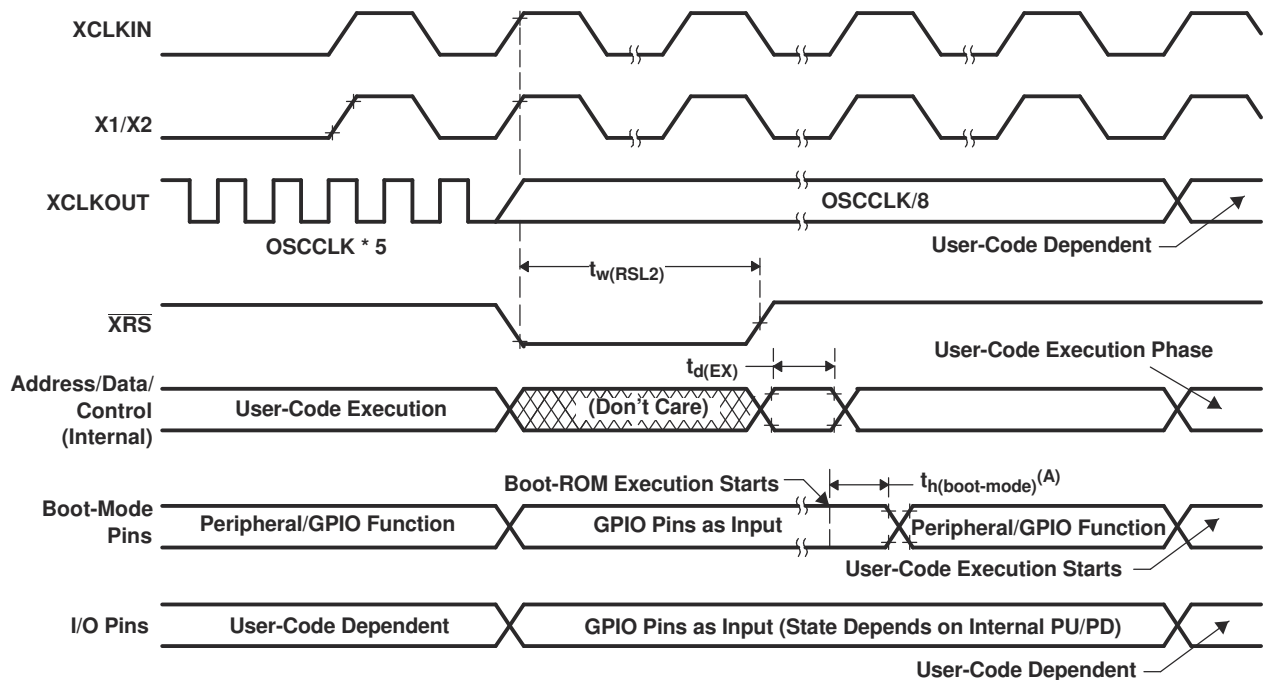 XCLKIN
X1/X2
XCLKOUT
OSCCLK * 5
OSCCLK/8
User-Code Dependent
tw(RSL2)
XRS
td(EX)
User-Code Execution Phase
Address/Data/
Control
(Internal)
User-Code Execution
(Don't Care)
Boot-ROM Execution Starts
th(boot-mode)(A)
Boot-Mode
Pins
Peripheral/GPIO Function
GPIO Pins as Input
Peripheral/GPIO Function
User-Code Execution Starts
I/O Pins
User-Code Dependent
GPIO Pins as Input (State Depends on Internal PU/PD)
User-Code Dependent